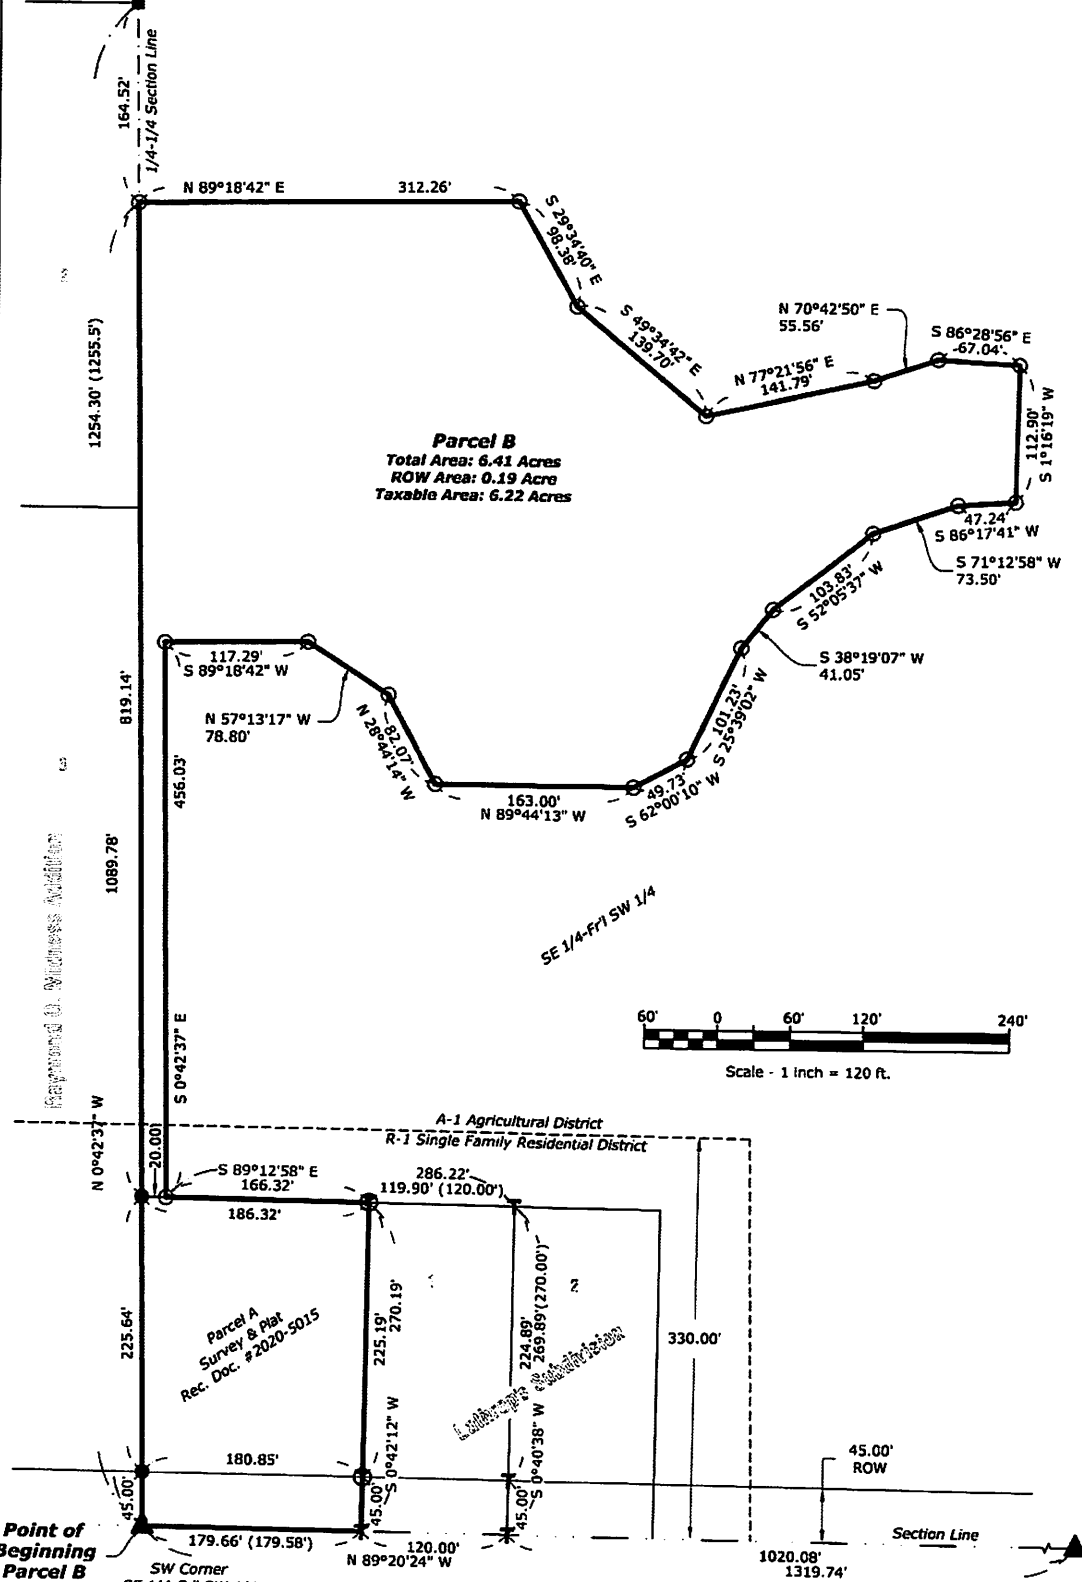 164.52'
1/4-1/4 Section Line
N 89°18'42" E
312.26'
S 29°34'40" E
98.38'
S 49°34'42" E
139.70'
N 77°21'56" E
141.79'
N 70°42'50" E
55.56'
S 86°28'56" E
67.04'
112.90'
S 1°16'19" W
47.24'
S 86°17'41" W
S 71°12'58" W
73.50'
103.83'
S 52°05'37" W
S 38°19'07" W
41.05'
101.23'
S 25°39'02" W
49.73'
S 62°00'10" W
163.00'
N 89°44'13" W
82.07'
N 28°44'14" W
N 57°13'17" W
78.80'
117.29'
S 89°18'42" W
Parcel B
Total Area: 6.41 Acres
ROW Area: 0.19 Acre
Taxable Area: 6.22 Acres
1254.30' (1255.5')
819.14'
456.03'
1089.78'
S 0°42'37" E
N 0°42'37" W
20.00'
SE 1/4-Fr'l SW 1/4
60'
0
60'
120'
240'
Scale - 1 inch = 120 ft.
A-1 Agricultural District
R-1 Single Family Residential District
S 89°12'58" E
166.32'
186.32'
286.22'
119.90' (120.00')
225.64'
Parcel A
Survey & Plat
Rec. Doc. #2020-5015
225.19'
270.19'
S 0°42'12" W
224.89'
269.89'(270.00')
S 0°40'38" W
2
Subdivision
330.00'
180.85'
45.00'
45.00'
45.00'
45.00'
ROW
Point of
Beginning
Parcel B
179.66' (179.58')
120.00'
N 89°20'24" W
Section Line
1020.08'
1319.74'
SW Corner